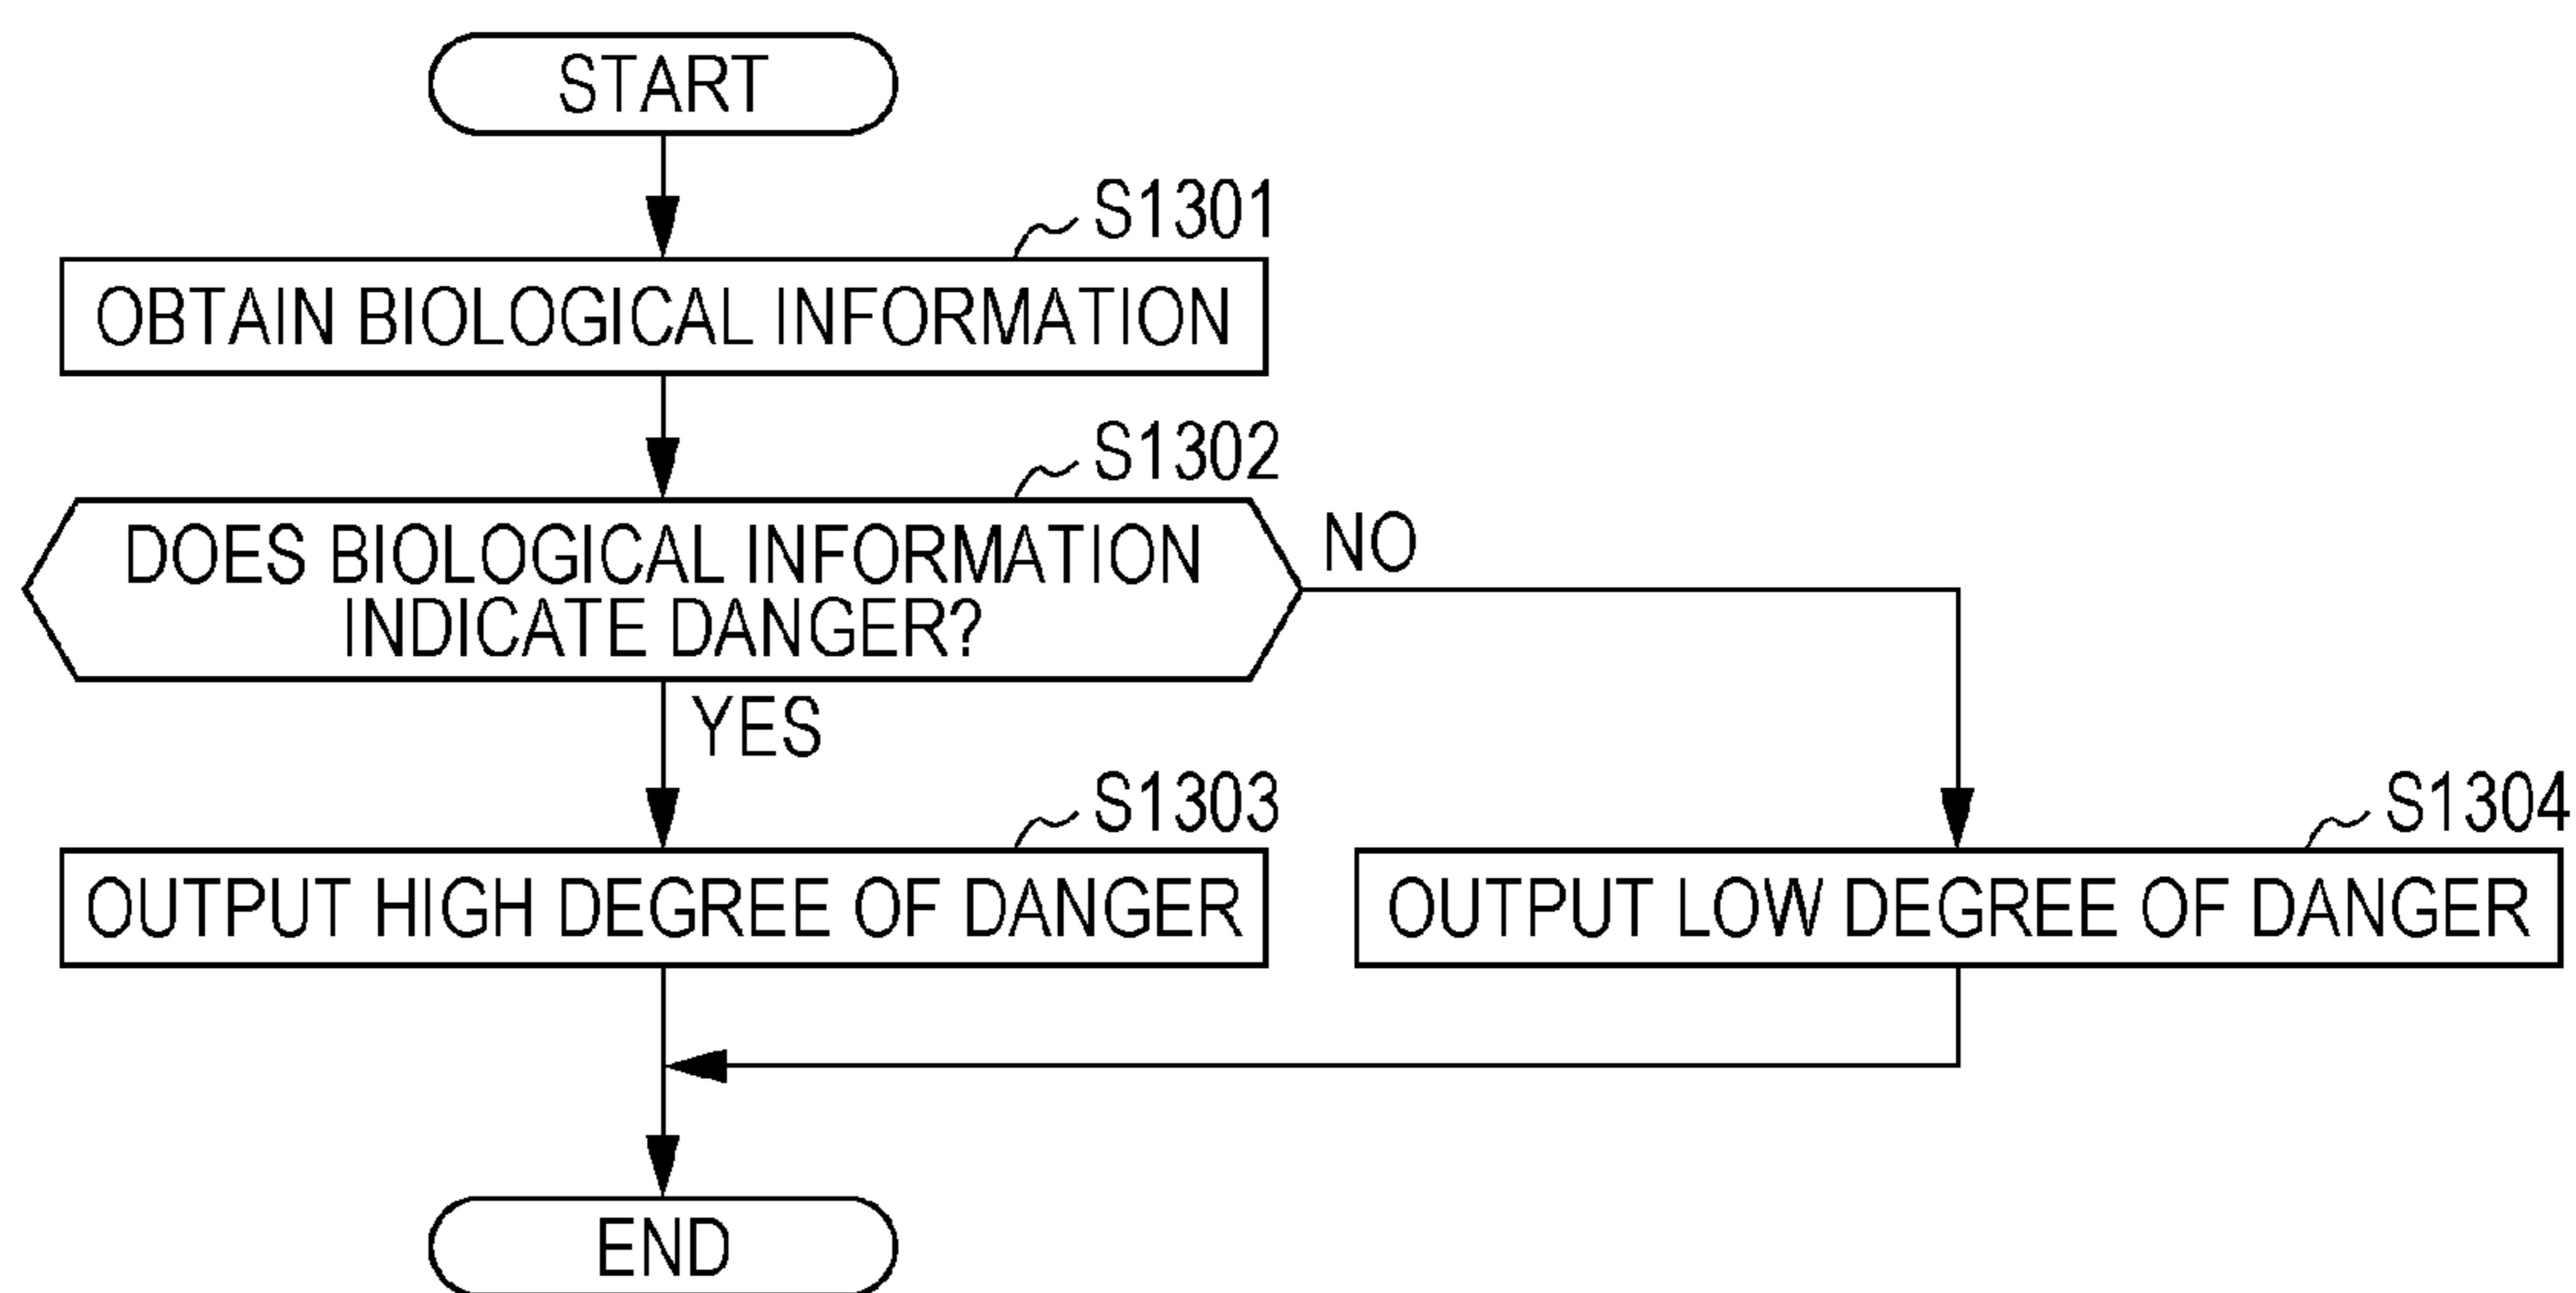 START
S1301
OBTAIN BIOLOGICAL INFORMATION
S1302
DOES BIOLOGICAL INFORMATION
INDICATE DANGER?
NO
YES
S1303
OUTPUT HIGH DEGREE OF DANGER
S1304
OUTPUT LOW DEGREE OF DANGER
END